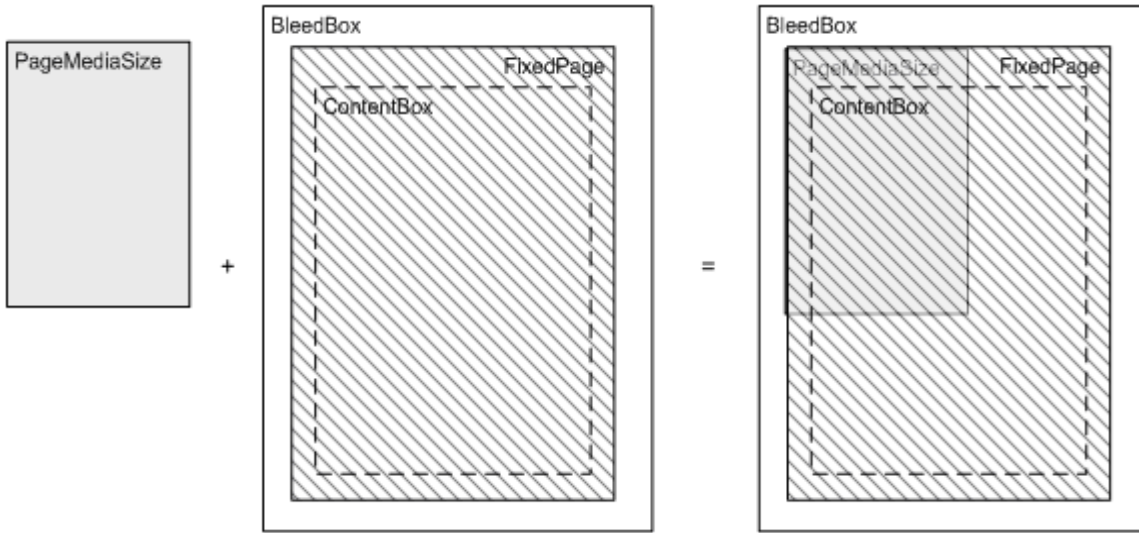 BleedBox
PageMediaSize
FixedPage
ContentBox
+
=
BleedBox
PageMediaSize
FixedPage
ContentBox